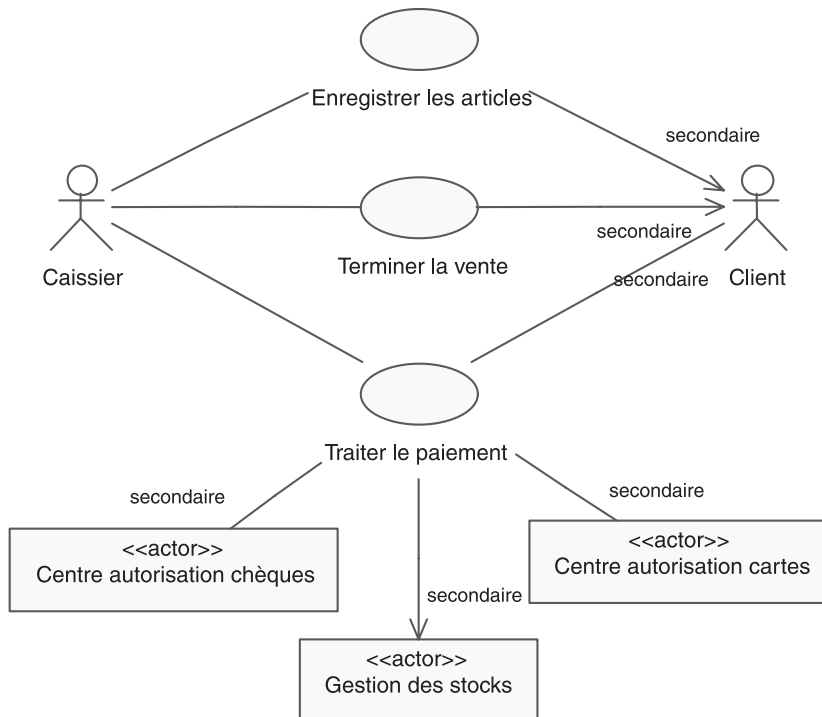 Enregistrer les articles
secondaire
Caissier
Terminer la vente
secondaire
secondaire
Client
Traiter le paiement
secondaire
secondaire
<<actor>>
Centre autorisation chèques
<<actor>>
Centre autorisation cartes
secondaire
<<actor>>
Gestion des stocks